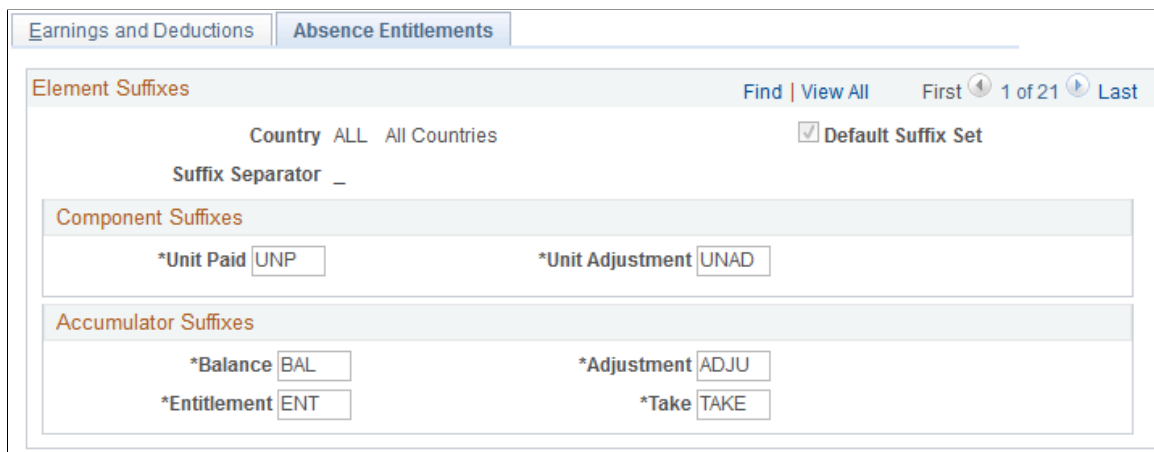 Earnings and Deductions Absence Entitlements
Element Suffixes Find | View All First 1 of 21 Last
Country ALL All Countries Default Suffix Set
Suffix Separator _
Component Suffixes
*Unit Paid UNP *Unit Adjustment UNAD
Accumulator Suffixes
*Balance BAL *Adjustment ADJU
*Entitlement ENT *Take TAKE